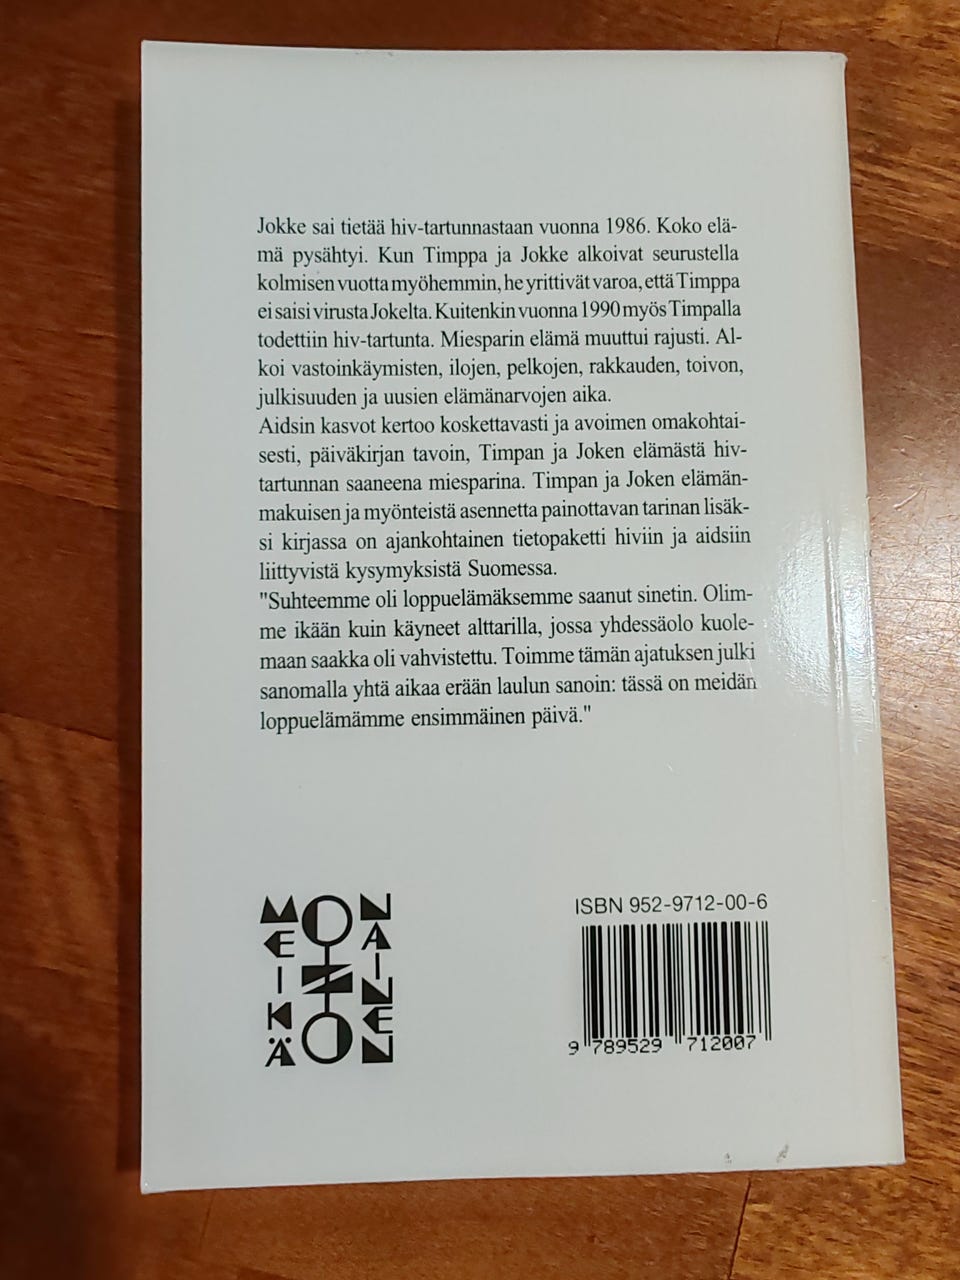 Jokke sai tietää hiv-tartunnastaan vuonna 1986. Koko elä-
mä pysähtyi. Kun Timppa ja Jokke alkoivat seurustella
kolmisen vuotta myöhemmin, he yrittivät varoa, että Timppa
ei saisi virusta Jokelta. Kuitenkin vuonna 1990 myös Timpalla
todettiin hiv-tartunta. Miesparin elämä muuttui rajusti. Al-
koi vastoinkäymisten, ilojen, pelkojen, rakkauden, toivon,
julkisuuden ja uusien elämänarvojen aika.
Aidsin kasvot kertoo koskettavasti ja avoimen omakohtai-
sesti, päiväkirjan tavoin, Timpan ja Joken elämästä hiv-
tartunnan saaneena miesparina. Timpan ja Joken elämän-
makuisen ja myönteistä asennetta painottavan tarinan lisäk-
si kirjassa on ajankohtainen tietopaketti hiviin ja aidsiin
liittyvistä kysymyksistä Suomessa.
"Suhteemme oli loppuelämäksemme saanut sinetin. Olim-
me ikään kuin käyneet alttarilla, jossa yhdessäolo kuole-
maan saakka oli vahvistettu. Toimme tämän ajatuksen julki
sanomalla yhtä aikaa erään laulun sanoin: tässä on meidän
loppuelämämme ensimmäinen päivä."
MEIKÄ
OZO
NAINEN
ISBN 952-9712-00-6
9 789529 712007